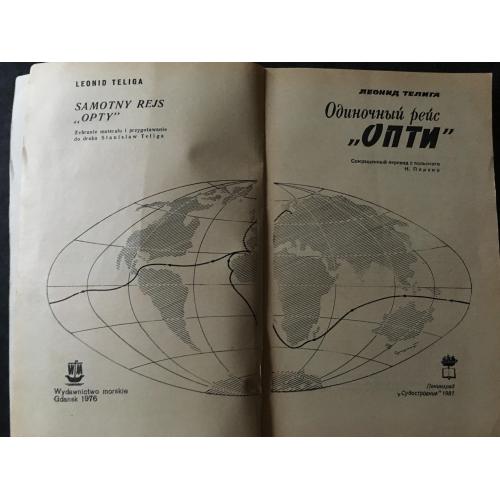 LEONID TELIGA
SAMOTNY REJS
„OPTY”
Zebranie materału i przygotowanie
do druku Stanisław Teliga
Wydawnictwo morskie
Gdańsk 1976
ЛЕОНИД ТЕЛИГА
Одиночный рейс
„ОПТИ”
Сокращенный перевод с польского
Ленинград
„Судостроение” 1981